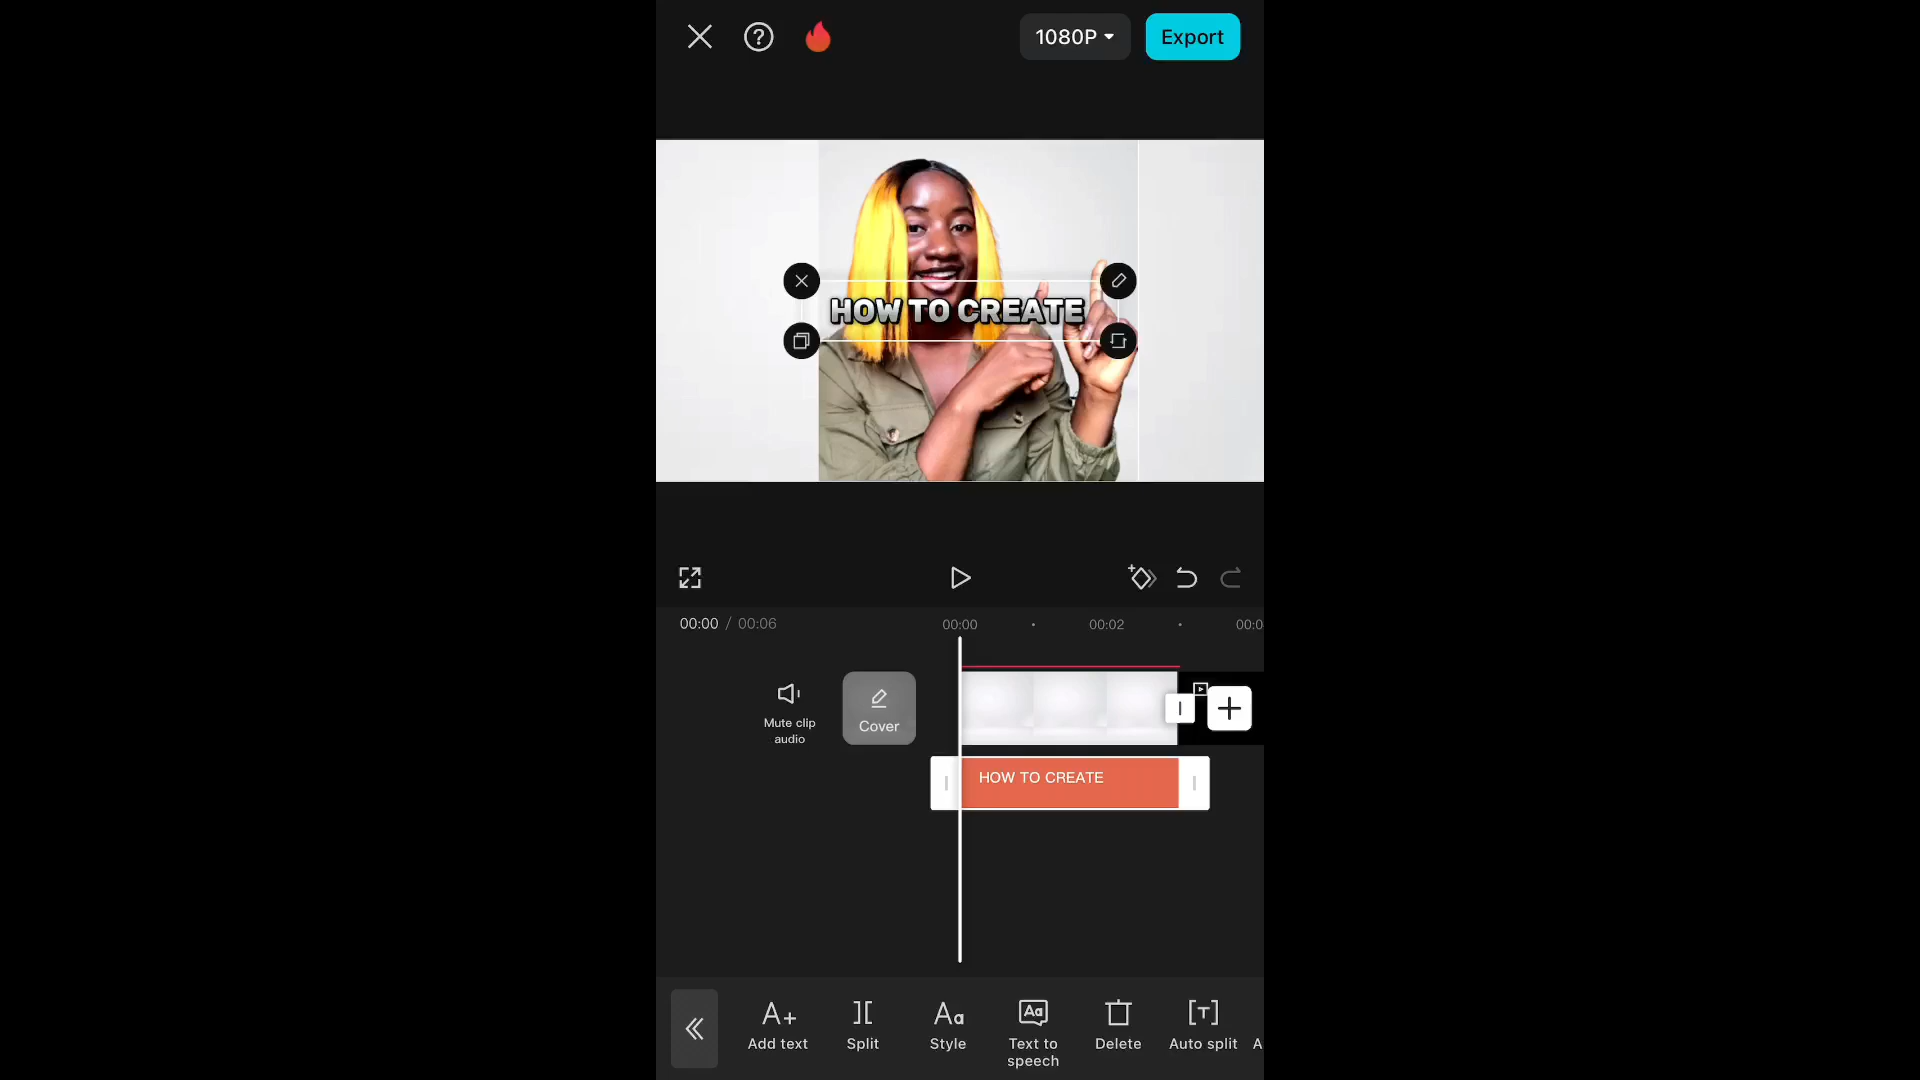 1080P
Export
HOW TO CREATE
00:00 / 00:06
00:00
00:02
Mute clip
audio
Cover
HOW TO CREATE
Add text
Split
Style
Text to
speech
Delete
Auto split